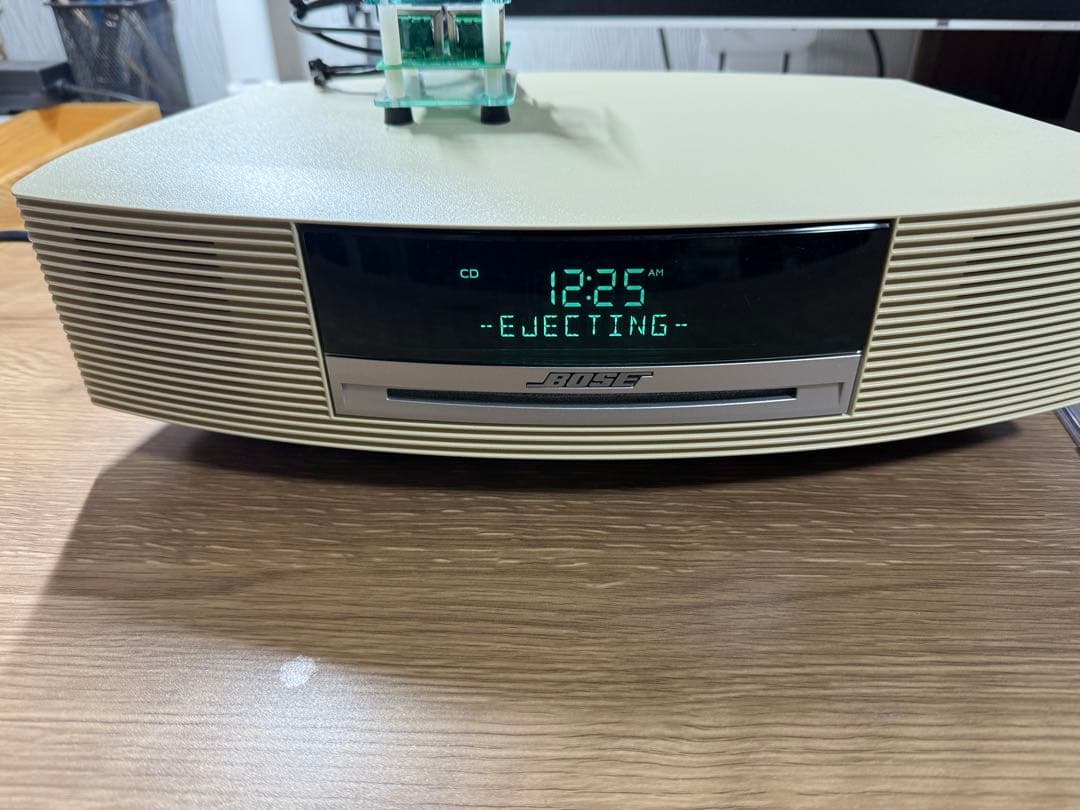 CD 12:25 AM
--EJECTING--
BOSE